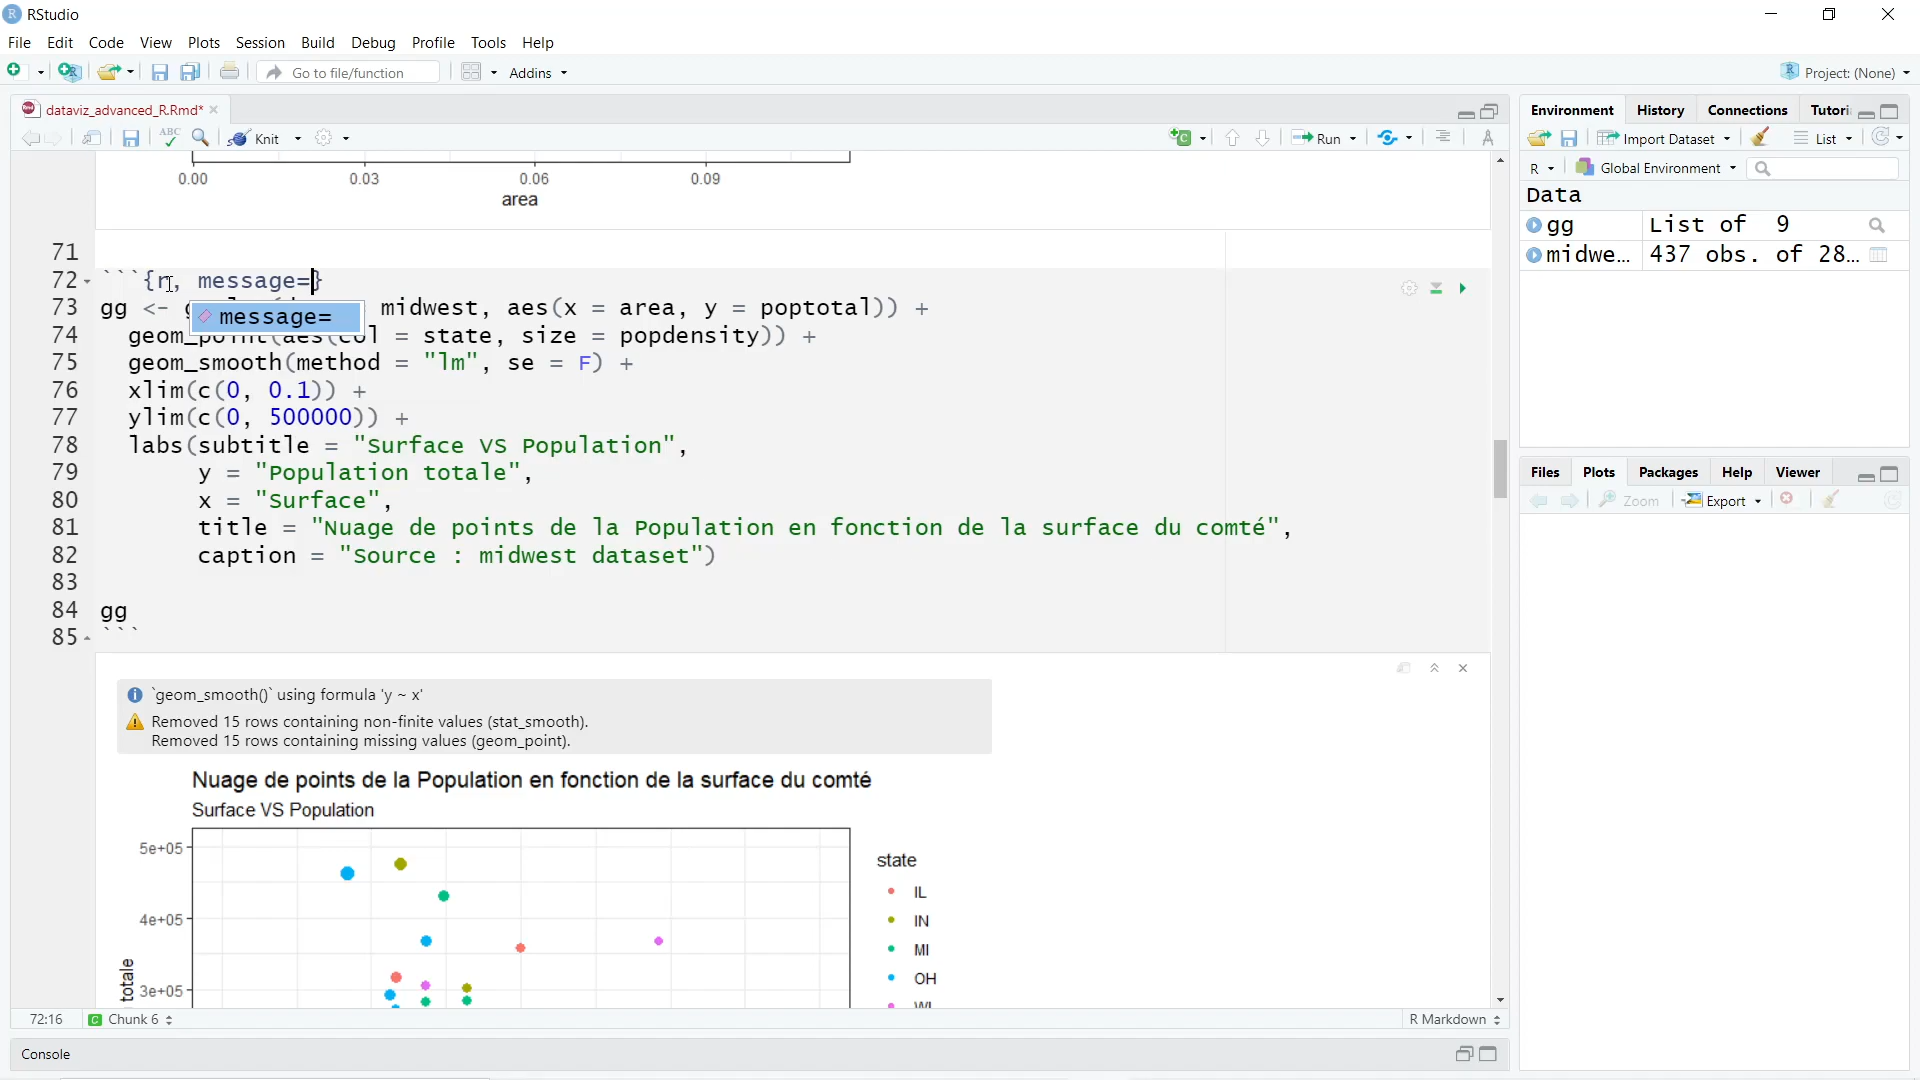 RStudio
File Edit Code View Plots Session Build Debug Profile Tools Help
Go to file/function Addins Project: (None)
dataviz_advanced_R.Rmd*
ABC Knit Run
0.00 0.03 0.06 0.09
area
71
72 ```{r, message=}
73 gg <- midwest, aes(x = area, y = poptotal)) +
message=
74 geom_point(aes(col = state, size = popdensity)) +
75 geom_smooth(method = "lm", se = F) +
76 xlim(c(0, 0.1)) +
77 ylim(c(0, 500000)) +
78 labs(subtitle = "Surface VS Population",
79 y = "Population totale",
80 x = "Surface",
81 title = "Nuage de points de la Population en fonction de la surface du comté",
82 caption = "Source : midwest dataset")
83
84 gg
85 ```
`geom_smooth()` using formula 'y ~ x'
Removed 15 rows containing non-finite values (stat_smooth).
Removed 15 rows containing missing values (geom_point).
Nuage de points de la Population en fonction de la surface du comté
Surface VS Population
5e+05
4e+05
3e+05
totale
state
IL
IN
MI
OH
WI
72:16 Chunk 6 R Markdown
Console
Environment History Connections Tutori
Import Dataset List
R Global Environment
Data
gg List of 9
midwe… 437 obs. of 28…
Files Plots Packages Help Viewer
Zoom Export